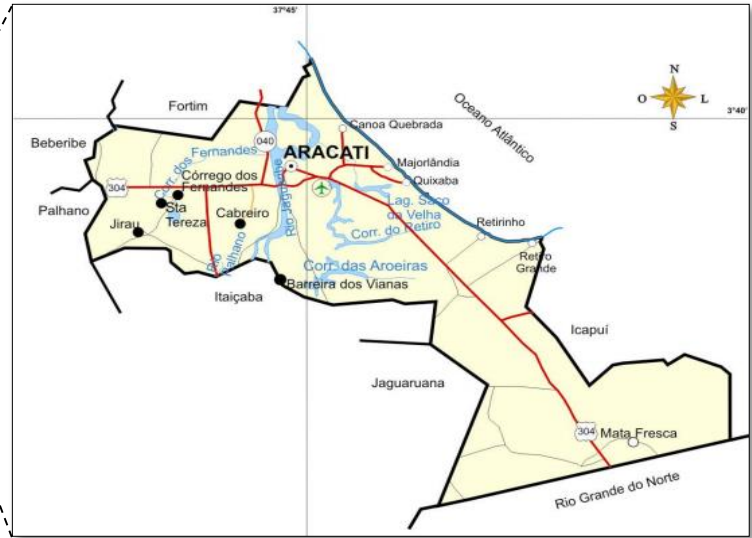 37°45'
N
O L
S
3°40'
Fortim
Oceano Atlântico
Canoa Quebrada
Beberibe
040
ARACATI
Corr. dos Fernandes
Majorlândia
Córrego dos
Fernandes
Quixaba
304
Rio Jaguaribe
Lag. Saco
da Velha
Palhano
Sta
Tereza
Cabreiro
Jirau
Corr. do Retiro
Retirinho
Rio Palhano
Retiro
Grande
Corr. das Aroeiras
Barreira dos Vianas
Itaiçaba
Icapuí
Jaguaruana
304
Mata Fresca
Rio Grande do Norte